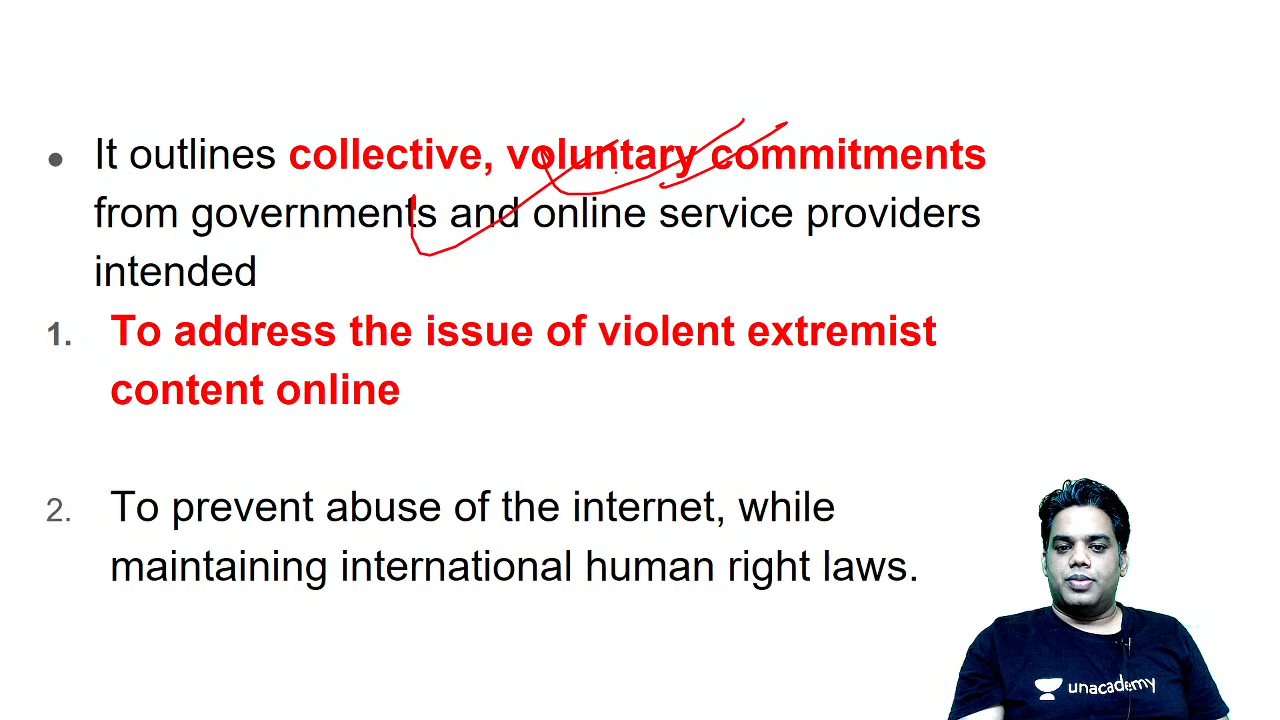 ● It outlines collective, voluntary commitments
from governments and online service providers
intended
1. To address the issue of violent extremist
content online
2. To prevent abuse of the internet, while
maintaining international human right laws.
unacademy